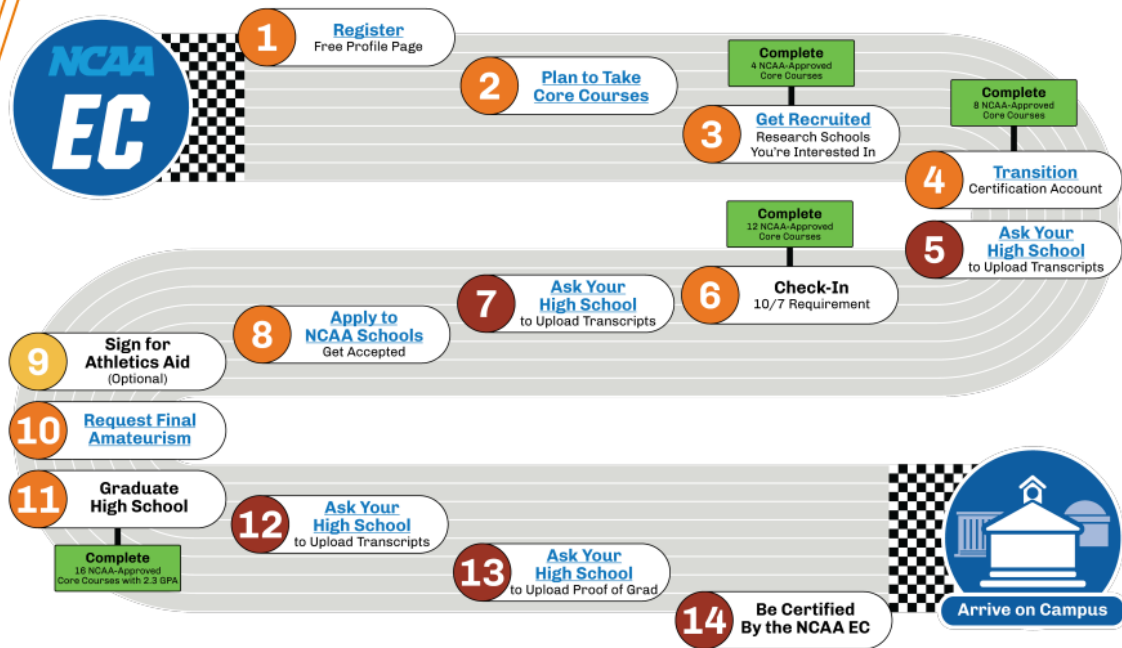 NCAA
EC
1
Register
Free Profile Page
2
Plan to Take
Core Courses
Complete
4 NCAA-Approved
Core Courses
3
Get Recruited
Research Schools
You're Interested In
Complete
8 NCAA-Approved
Core Courses
4
Transition
Certification Account
5
Ask Your
High School
to Upload Transcripts
Complete
12 NCAA-Approved
Core Courses
6
Check-In
10/7 Requirement
7
Ask Your
High School
to Upload Transcripts
8
Apply to
NCAA Schools
Get Accepted
9
Sign for
Athletics Aid
(Optional)
10
Request Final
Amateurism
11
Graduate
High School
Complete
16 NCAA-Approved
Core Courses with 2.3 GPA
12
Ask Your
High School
to Upload Transcripts
13
Ask Your
High School
to Upload Proof of Grad
14
Be Certified
By the NCAA EC
Arrive on Campus